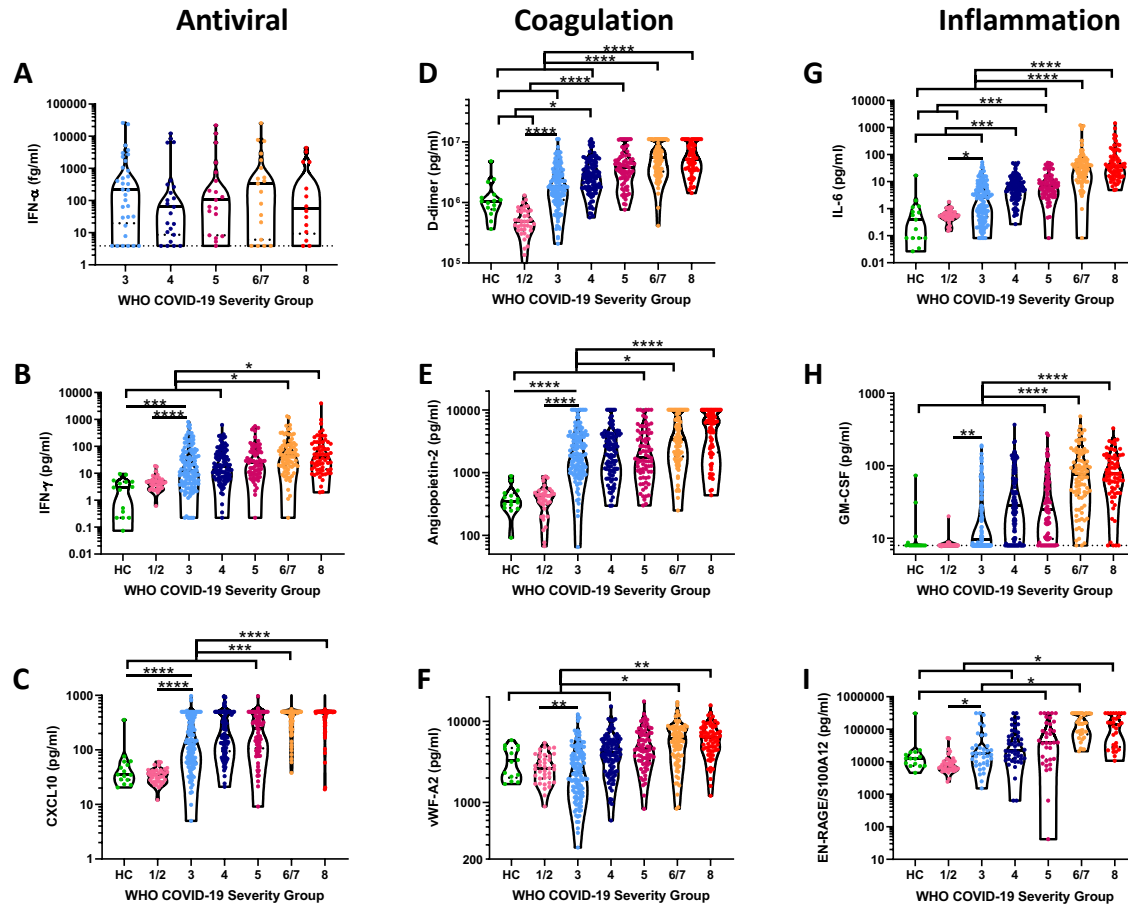 Antiviral
Coagulation
Inflammation
A
IFN-α (fg/ml)
100000
10000
1000
100
10
1
3 4 5 6/7 8
WHO COVID-19 Severity Group
D
****
****
****
*
****
D-dimer (pg/ml)
10⁷
10⁶
10⁵
HC 1/2 3 4 5 6/7 8
WHO COVID-19 Severity Group
G
****
****
***
***
*
IL-6 (pg/ml)
10000
1000
100
10
1
0.1
0.01
HC 1/2 3 4 5 6/7 8
WHO COVID-19 Severity Group
B
*
*
***
****
IFN-γ (pg/ml)
10000
1000
100
10
1
0.1
0.01
HC 1/2 3 4 5 6/7 8
WHO COVID-19 Severity Group
E
****
*
****
****
Angiopoietin-2 (pg/ml)
10000
1000
100
HC 1/2 3 4 5 6/7 8
WHO COVID-19 Severity Group
H
****
****
**
GM-CSF (pg/ml)
1000
100
10
HC 1/2 3 4 5 6/7 8
WHO COVID-19 Severity Group
C
****
***
****
****
CXCL10 (pg/ml)
1000
100
10
1
HC 1/2 3 4 5 6/7 8
WHO COVID-19 Severity Group
F
**
*
**
vWF-A2 (pg/ml)
10000
1000
200
HC 1/2 3 4 5 6/7 8
WHO COVID-19 Severity Group
I
*
*
*
EN-RAGE/S100A12 (pg/ml)
1000000
100000
10000
1000
100
10
HC 1/2 3 4 5 6/7 8
WHO COVID-19 Severity Group